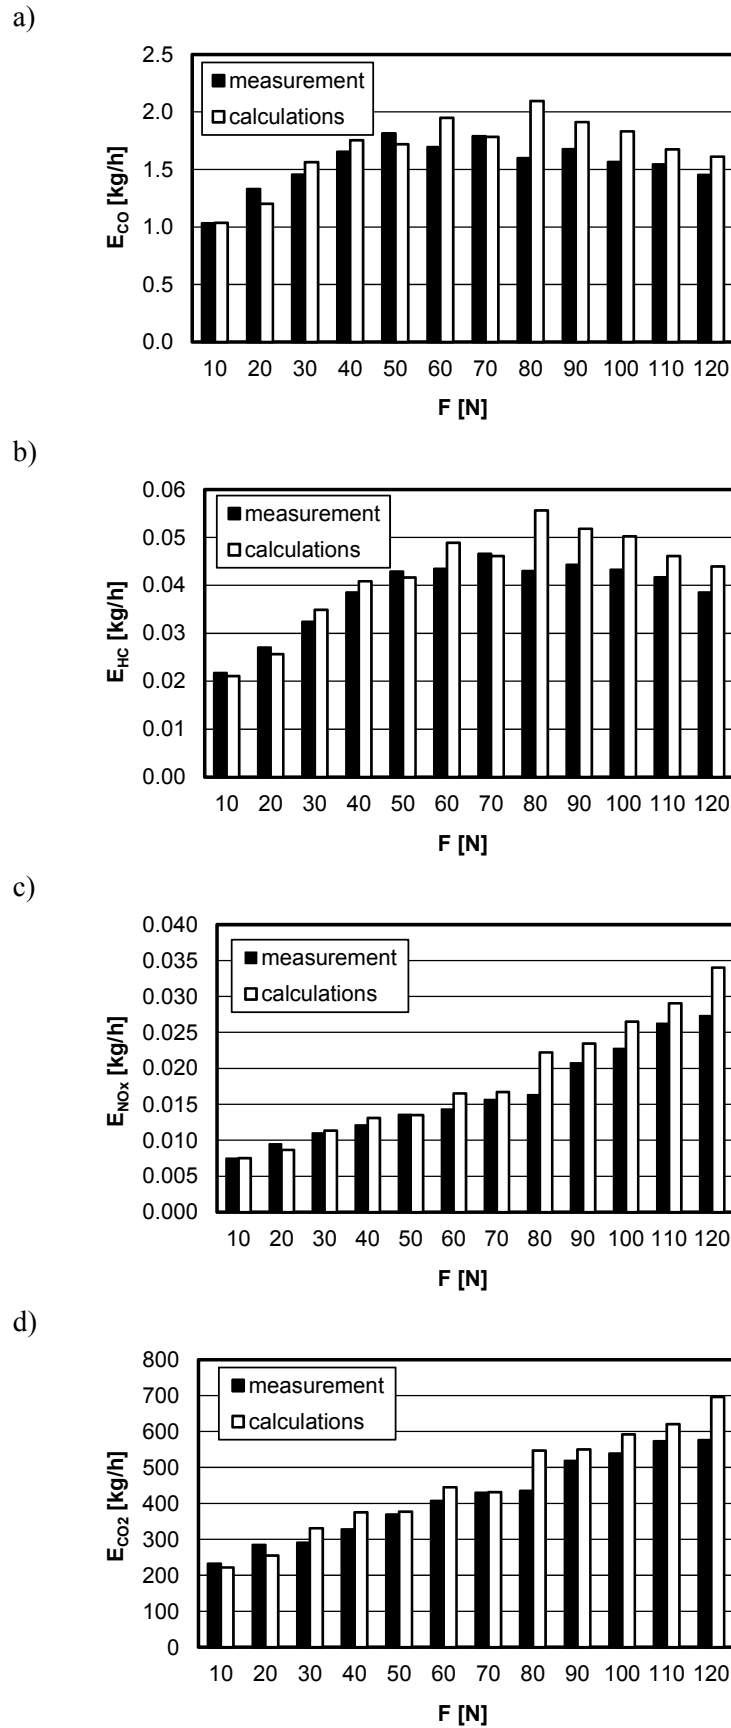 a)
2.5
measurement
2.0
calculations
1.5
1.0
0.5
0.0
E_CO [kg/h]
10 20 30 40 50 60 70 80 90 100 110 120
F [N]
b)
0.06
measurement
0.05
calculations
0.04
0.03
0.02
0.01
0.00
E_HC [kg/h]
10 20 30 40 50 60 70 80 90 100 110 120
F [N]
c)
0.040
measurement
0.035
calculations
0.030
0.025
0.020
0.015
0.010
0.005
0.000
E_NOx [kg/h]
10 20 30 40 50 60 70 80 90 100 110 120
F [N]
d)
800
measurement
700
calculations
600
500
400
300
200
100
0
E_CO2 [kg/h]
10 20 30 40 50 60 70 80 90 100 110 120
F [N]